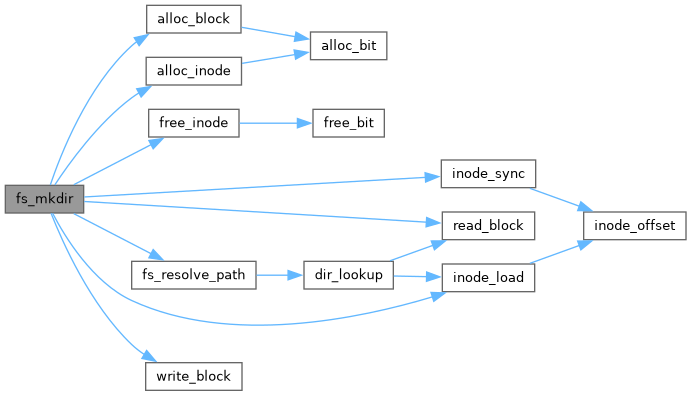 alloc_block
alloc_bit
alloc_inode
free_inode
free_bit
inode_sync
fs_mkdir
read_block
inode_offset
fs_resolve_path
dir_lookup
inode_load
write_block